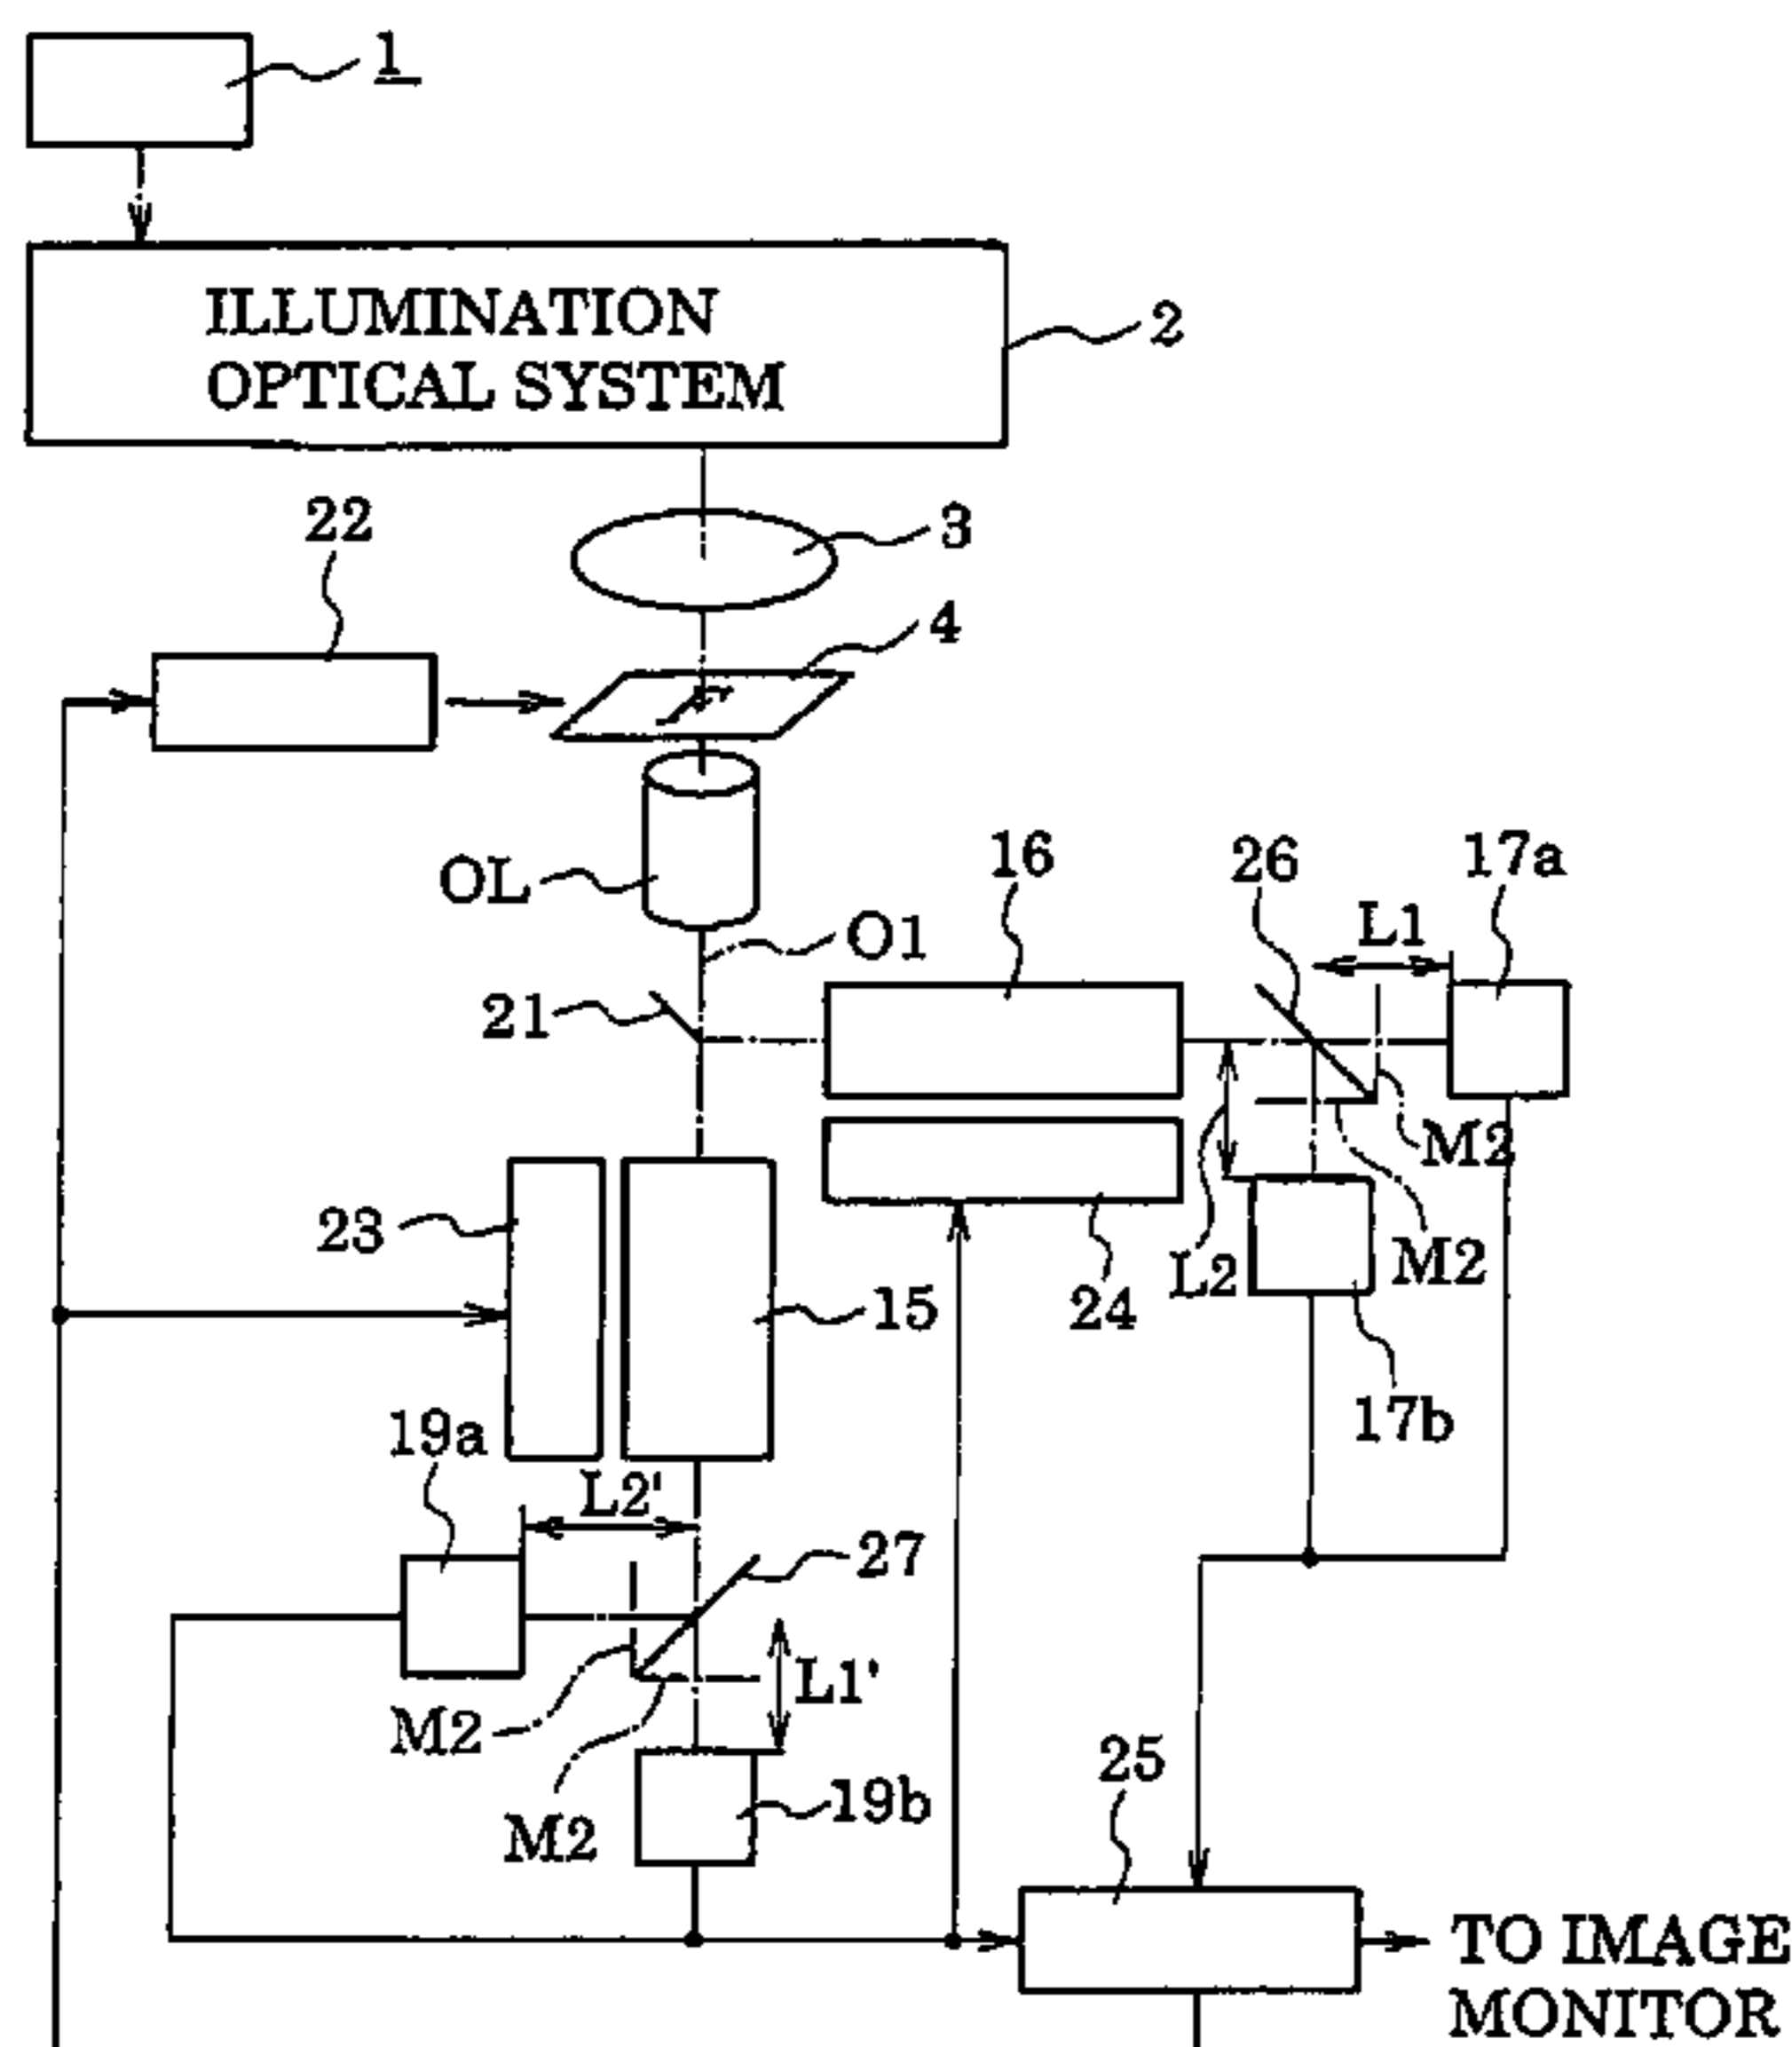 1
ILLUMINATION
OPTICAL SYSTEM
2
22
3
4
OL
O1
16
26
17a
L1
21
M2
23
15
24
L2
M2
17b
19a
L2'
27
M2
L1'
M2
19b
25
TO IMAGE
MONITOR